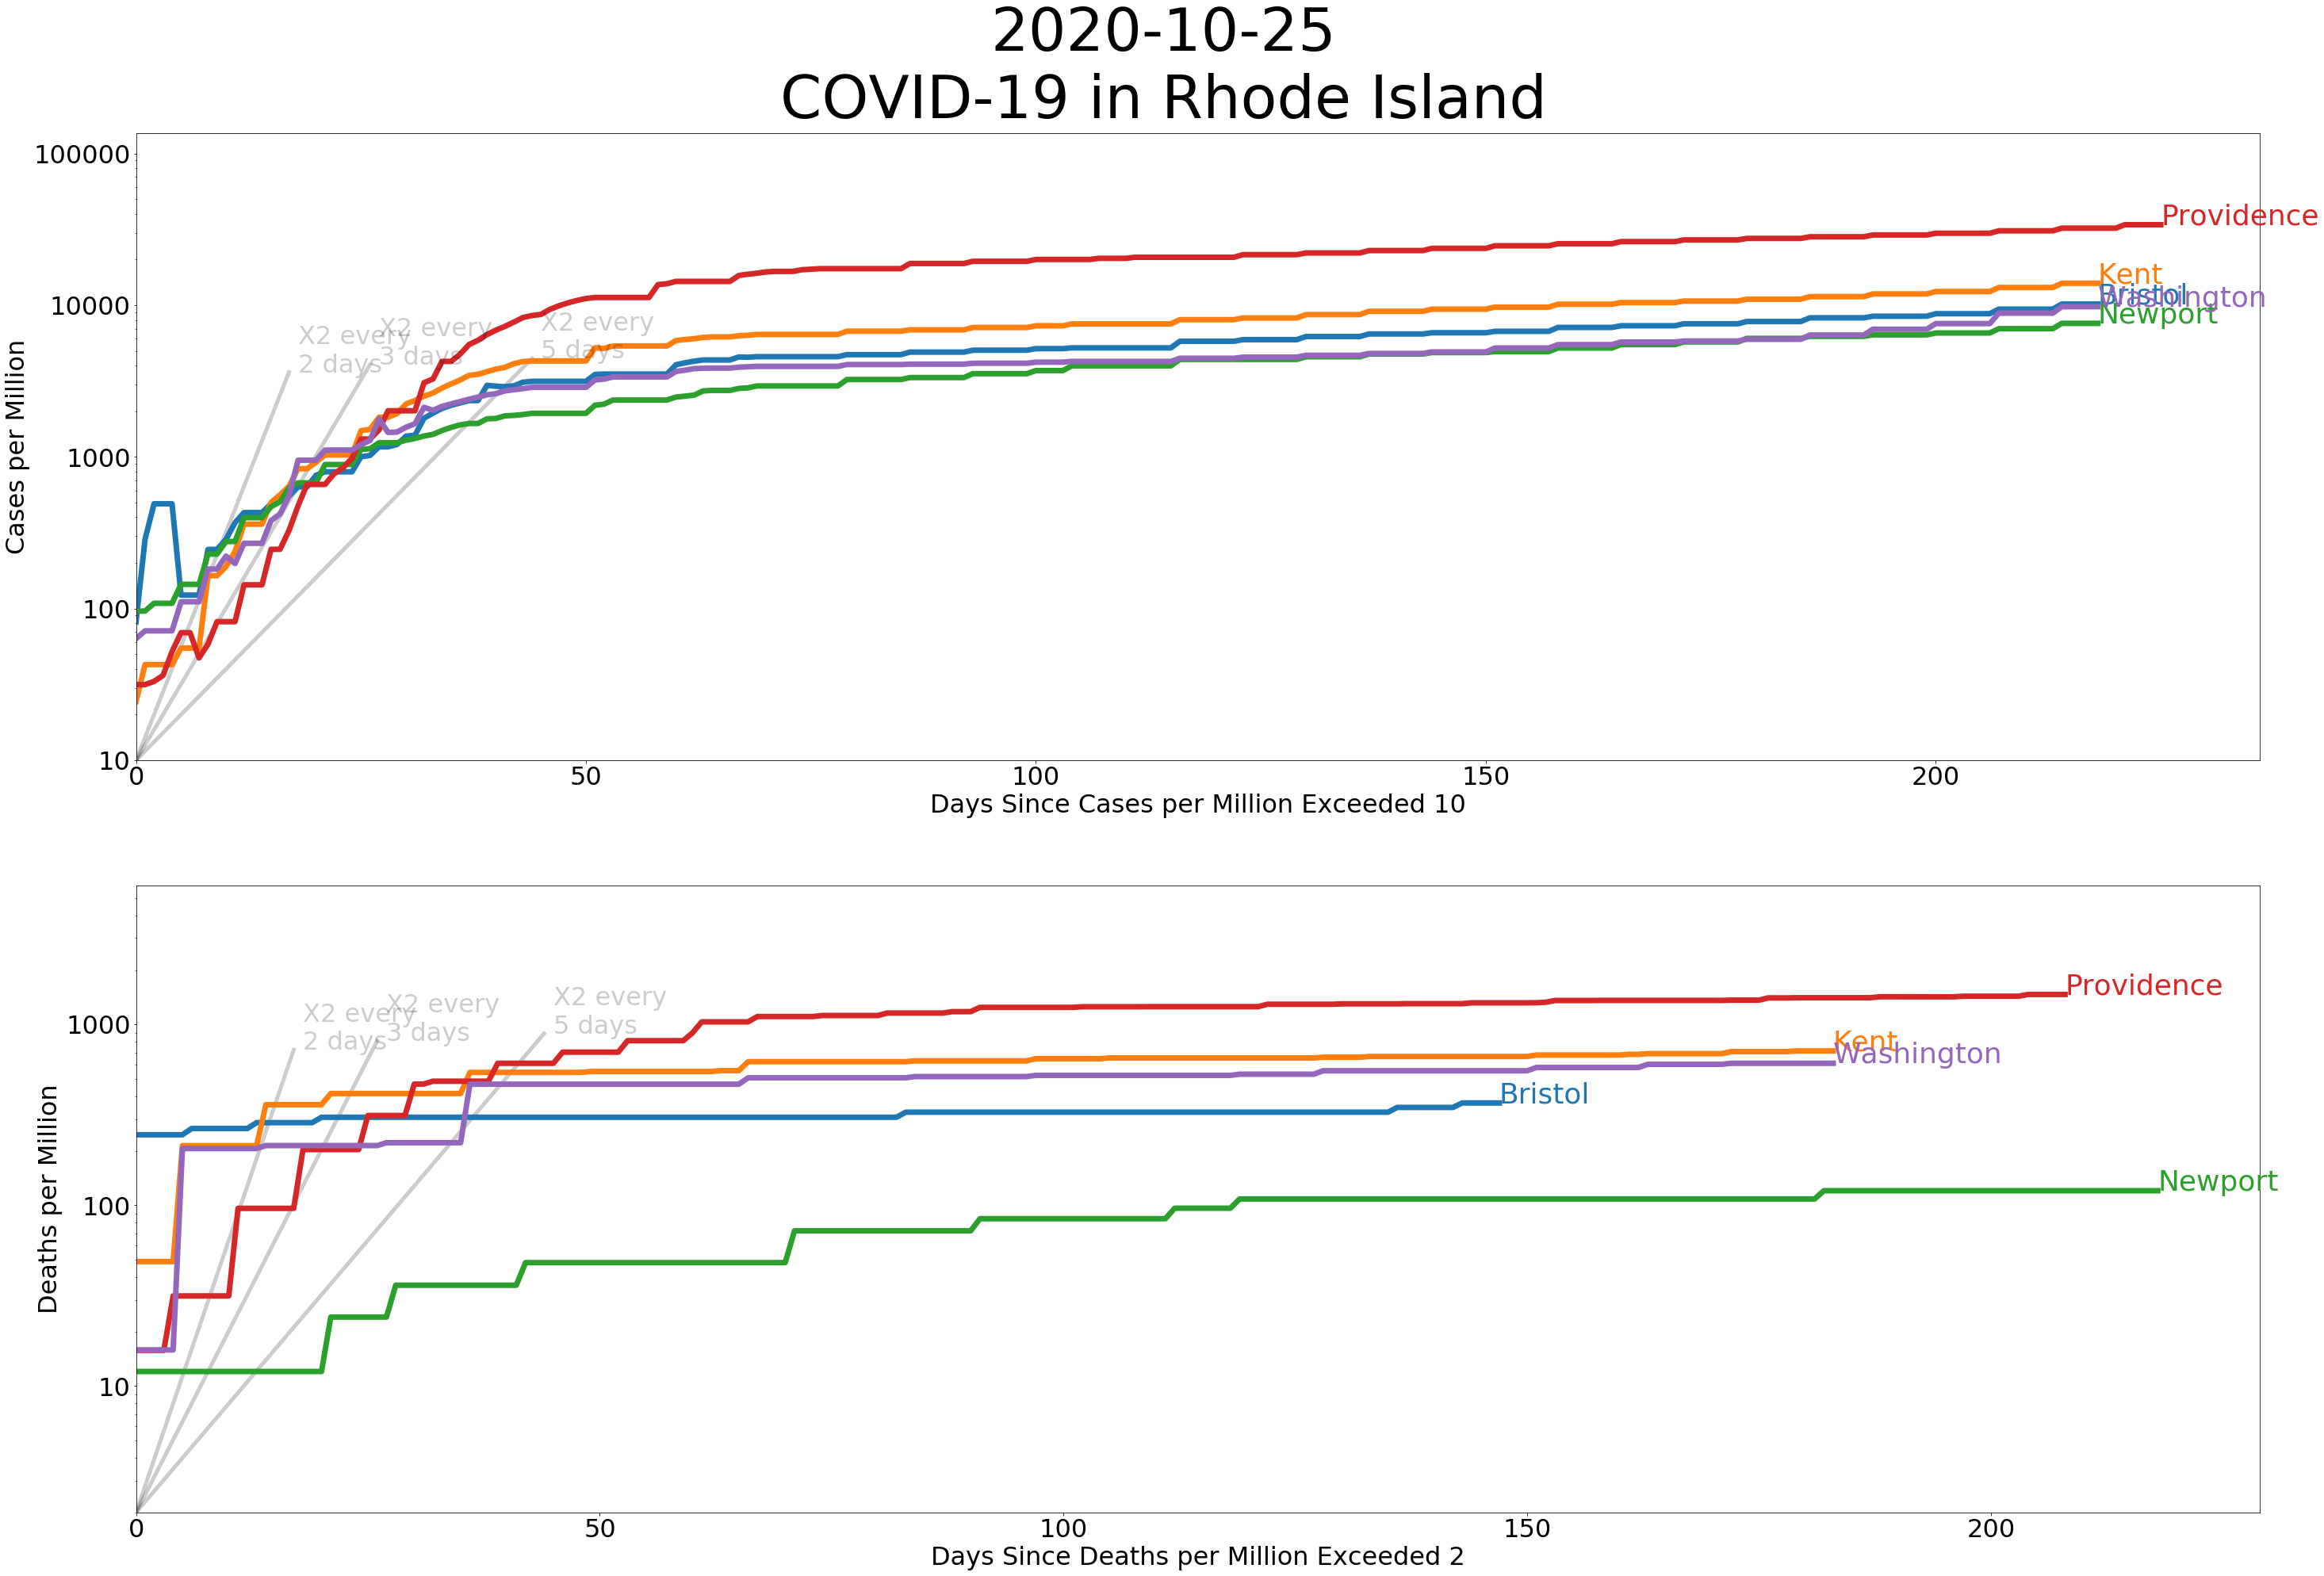 2020-10-25
COVID-19 in Rhode Island
100000
10000
1000
100
10
Cases per Million
X2 every
2 days
X2 every
3 days
X2 every
5 days
Providence
Kent
Bristol
Washington
Newport
0
50
100
150
200
Days Since Cases per Million Exceeded 10
1000
100
10
Deaths per Million
X2 every
2 days
X2 every
3 days
X2 every
5 days
Providence
Kent
Washington
Bristol
Newport
0
50
100
150
200
Days Since Deaths per Million Exceeded 2